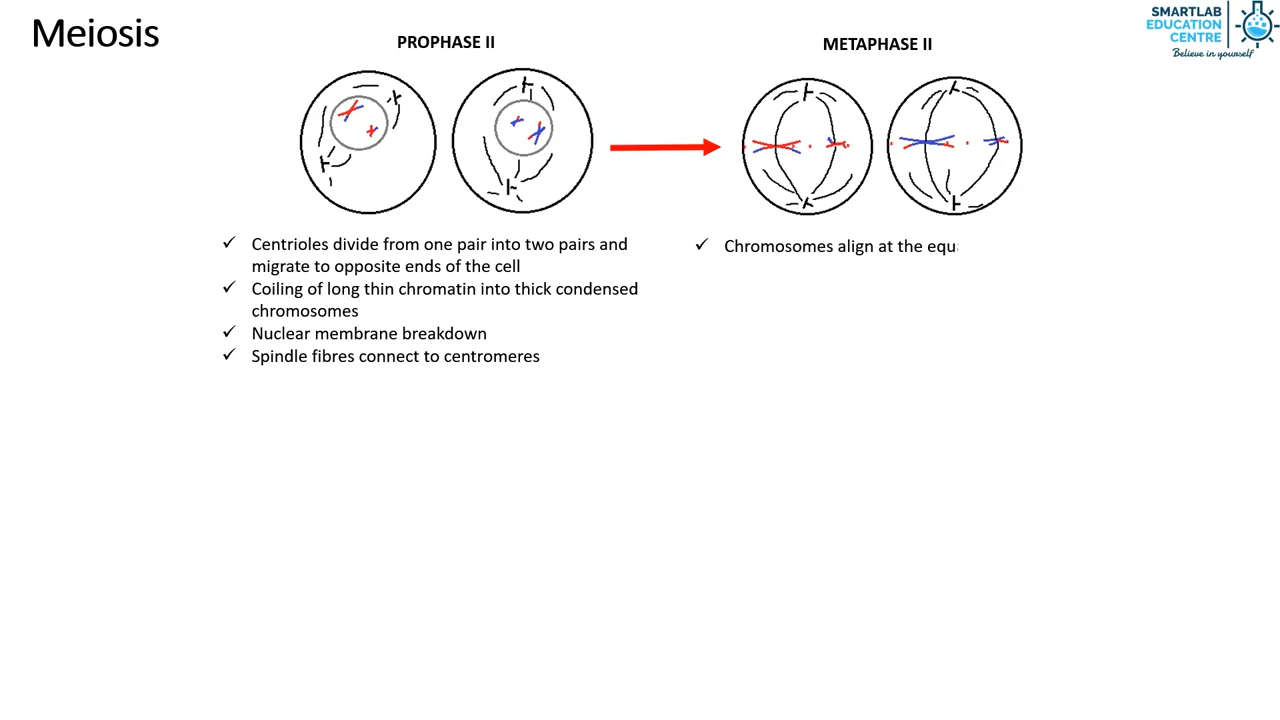 Meiosis
PROPHASE II
METAPHASE II
SMARTLAB
EDUCATION
CENTRE
Believe in yourself
✓ Centrioles divide from one pair into two pairs and
migrate to opposite ends of the cell
✓ Coiling of long thin chromatin into thick condensed
chromosomes
✓ Nuclear membrane breakdown
✓ Spindle fibres connect to centromeres
✓ Chromosomes align at the equa